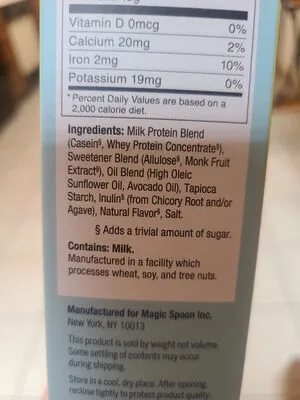 Vitamin D 0mcg 0%
Calcium 20mg 2%
Iron 2mg 10%
Potassium 19mg 0%
* Percent Daily Values are based on a
2,000 calorie diet.
Ingredients: Milk Protein Blend
(Casein§, Whey Protein Concentrate§),
Sweetener Blend (Allulose§, Monk Fruit
Extract§), Oil Blend (High Oleic
Sunflower Oil, Avocado Oil), Tapioca
Starch, Inulin§ (from Chicory Root and/or
Agave), Natural Flavor§, Salt.
§ Adds a trivial amount of sugar.
Contains: Milk.
Manufactured in a facility which
processes wheat, soy, and tree nuts.
Manufactured for Magic Spoon Inc.
New York, NY 10013
This product is sold by weight not volume.
Some settling of contents may occur
during shipping.
Store in a cool, dry place. After opening,
reclose tightly to protect product quality.